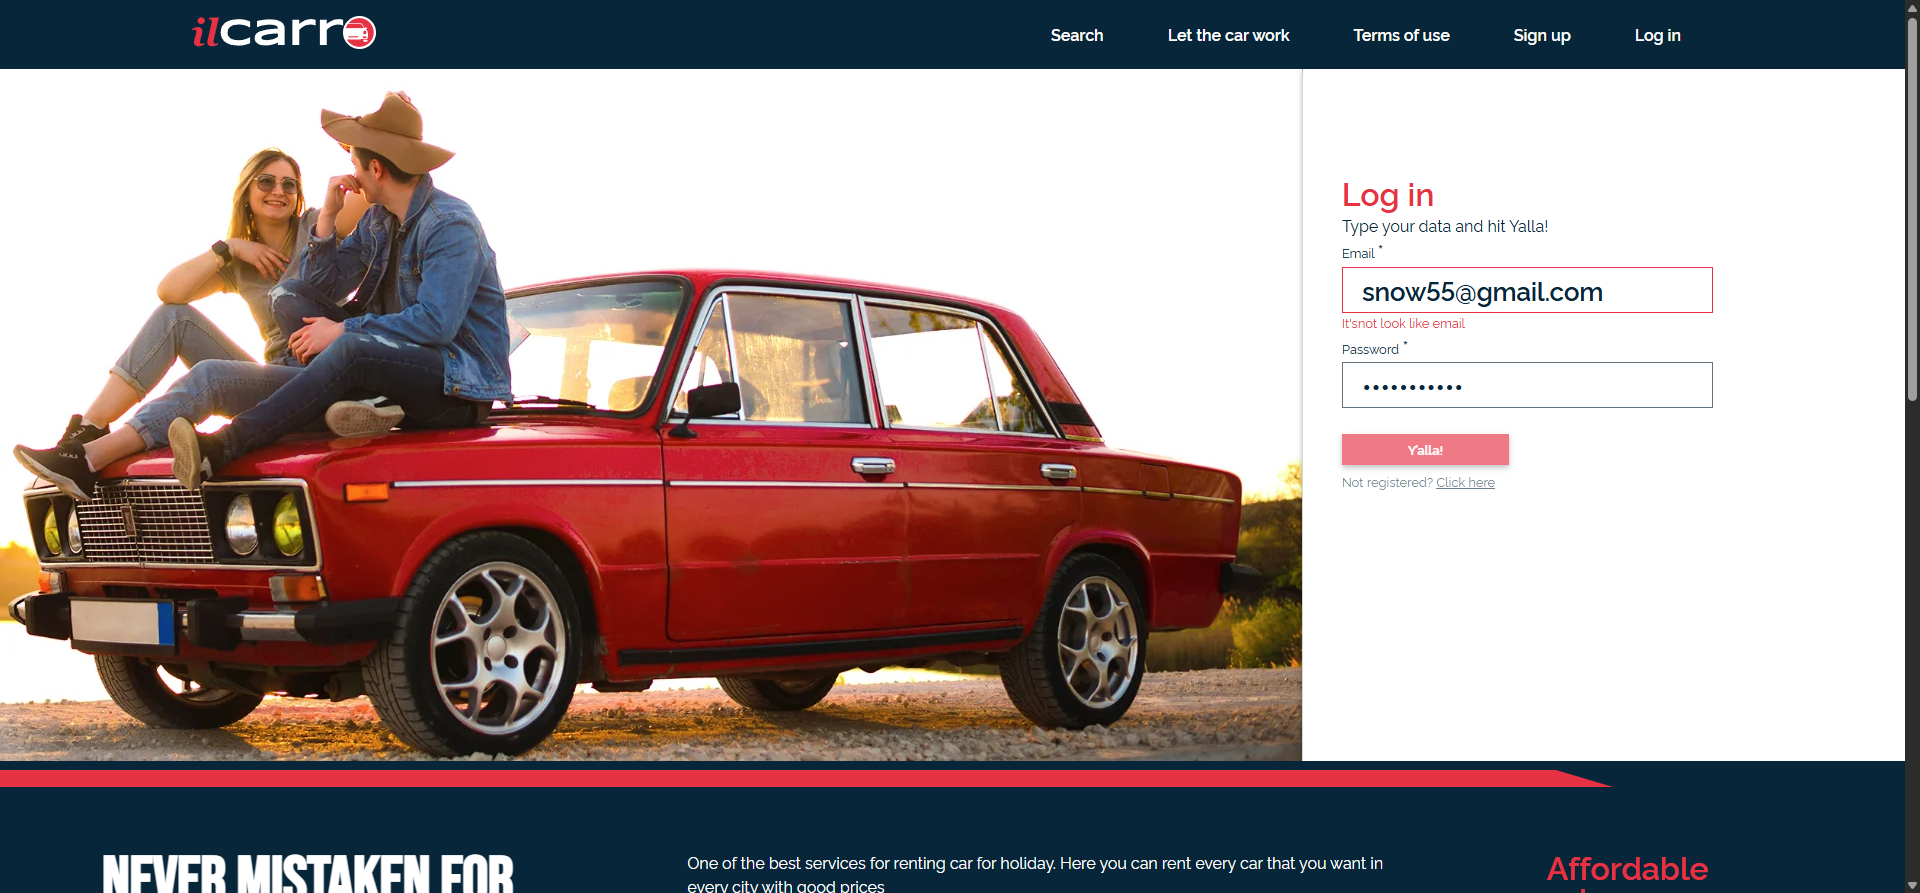 ilcarro
Search
Let the car work
Terms of use
Sign up
Log in
Log in
Type your data and hit Yalla!
Email *
snow55@gmail.com
It'snot look like email
Password *
•••••••••••
Y'alla!
Not registered? Click here
NEVER MISTAKEN FOR
One of the best services for renting car for holiday. Here you can rent every car that you want in
every city with good prices
Affordable